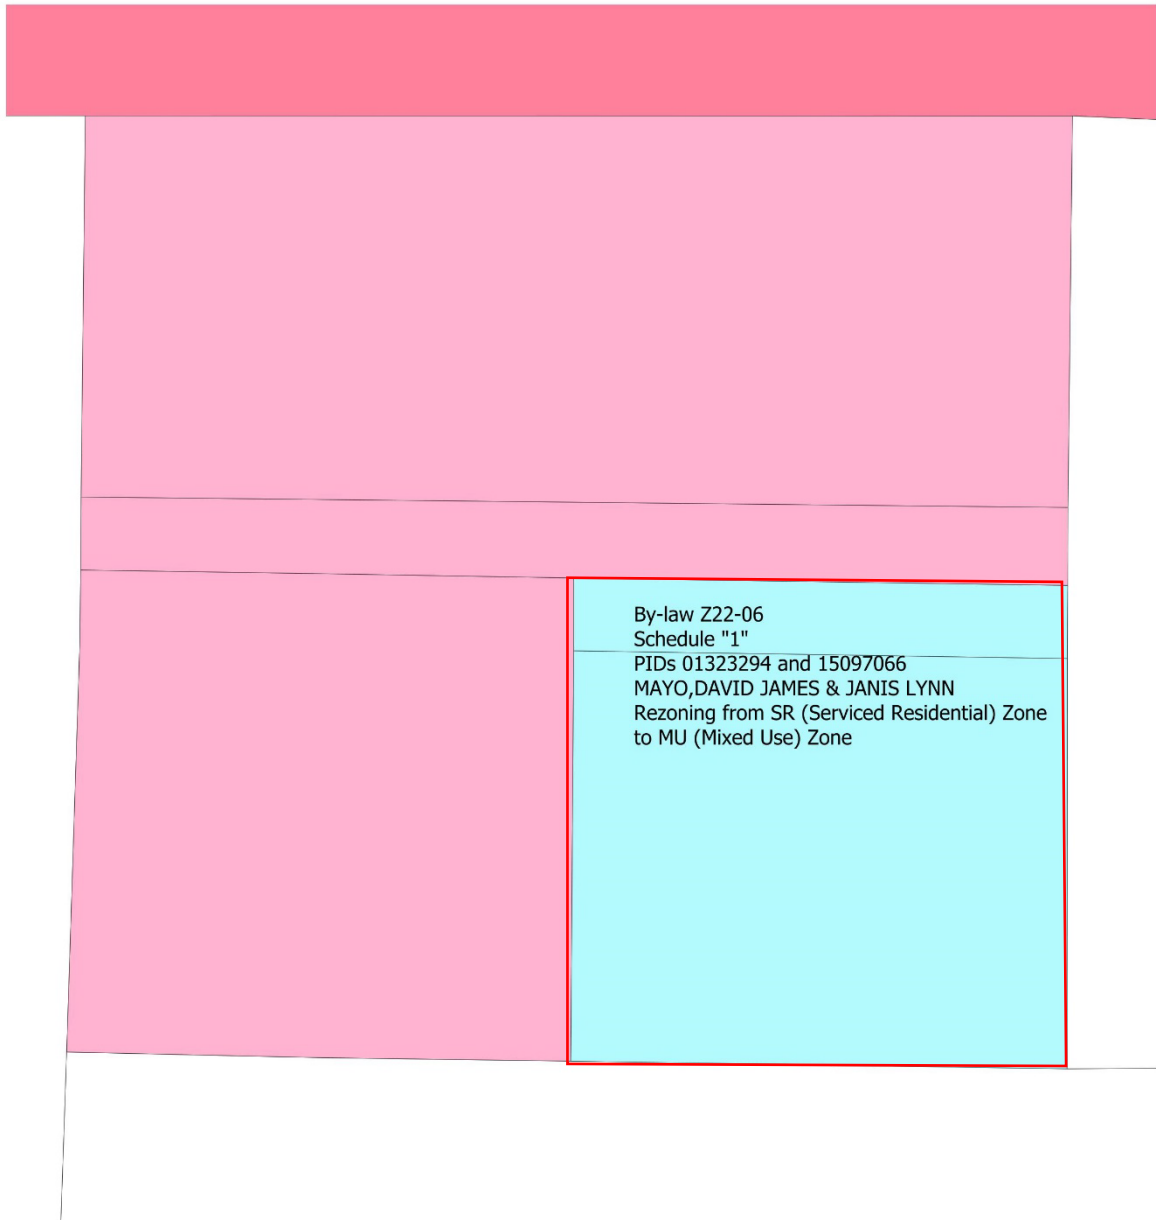 By-law Z22-06
Schedule "1"
PIDs 01323294 and 15097066
MAYO,DAVID JAMES & JANIS LYNN
Rezoning from SR (Serviced Residential) Zone
to MU (Mixed Use) Zone